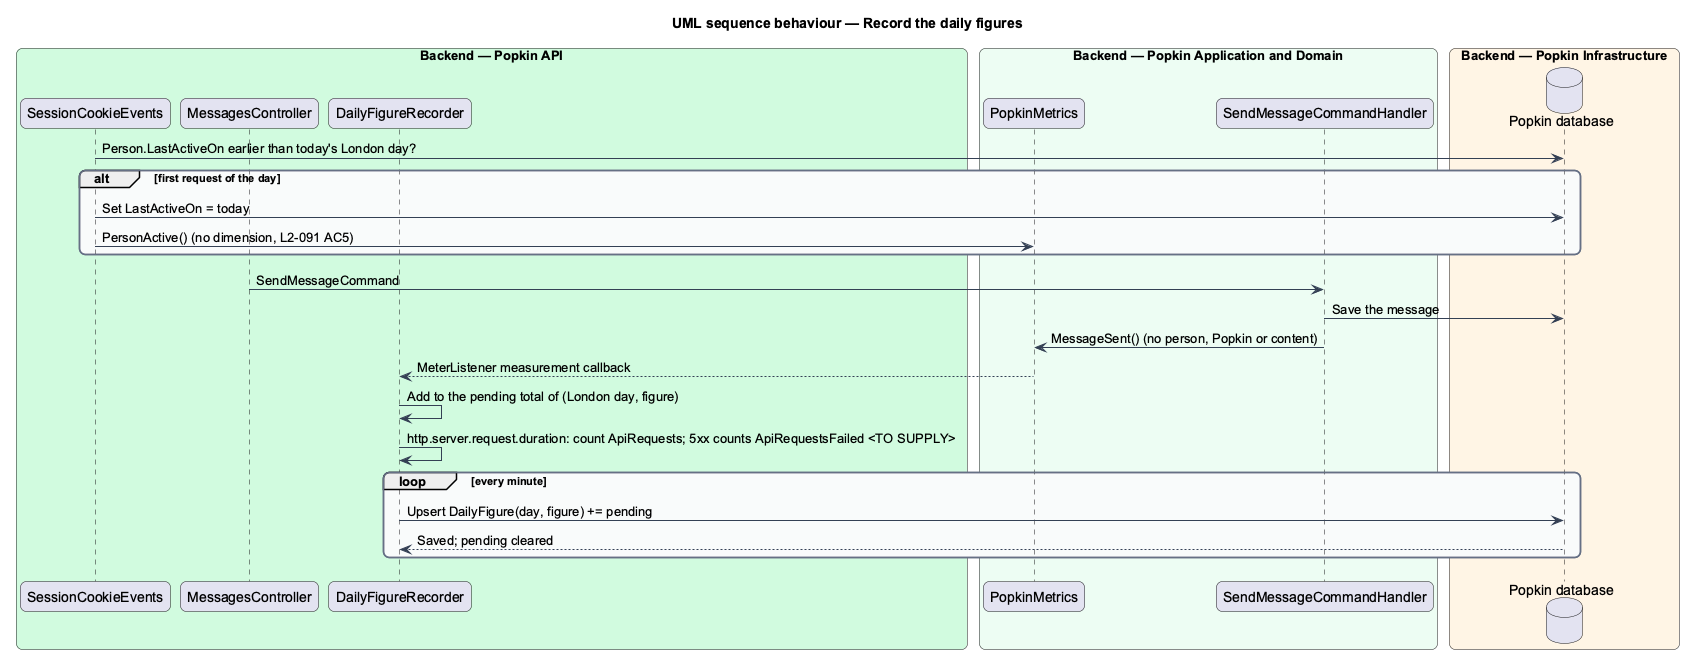 UML sequence behaviour — Record the daily figures
Backend — Popkin API
Backend — Popkin Application and Domain
Backend — Popkin Infrastructure
SessionCookieEvents
MessagesController
DailyFigureRecorder
PopkinMetrics
SendMessageCommandHandler
Popkin database
Person.LastActiveOn earlier than today's London day?
alt
[first request of the day]
Set LastActiveOn = today
PersonActive() (no dimension, L2-091 AC5)
SendMessageCommand
Save the message
MessageSent() (no person, Popkin or content)
MeterListener measurement callback
Add to the pending total of (London day, figure)
http.server.request.duration: count ApiRequests; 5xx counts ApiRequestsFailed <TO SUPPLY>
loop
[every minute]
Upsert DailyFigure(day, figure) += pending
Saved; pending cleared
SessionCookieEvents
MessagesController
DailyFigureRecorder
PopkinMetrics
SendMessageCommandHandler
Popkin database